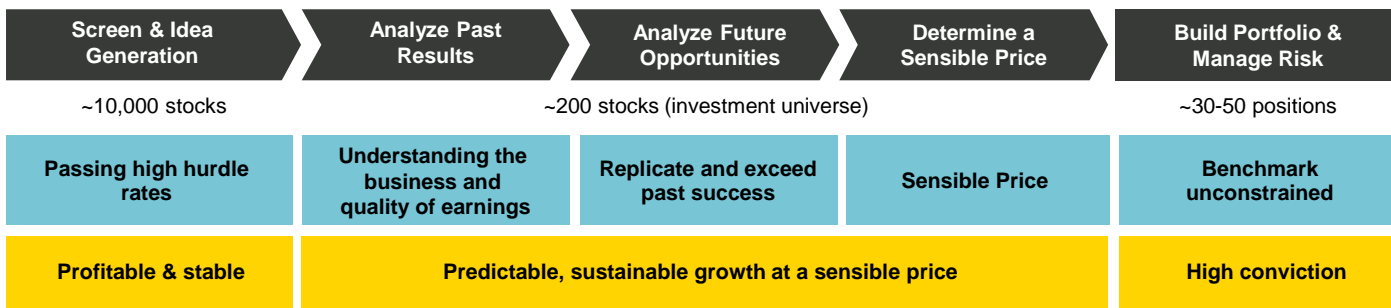 Screen & Idea
Generation
Analyze Past
Results
Analyze Future
Opportunities
Determine a
Sensible Price
Build Portfolio &
Manage Risk
~10,000 stocks
~200 stocks (investment universe)
~30-50 positions
Passing high hurdle
rates
Understanding the
business and
quality of earnings
Replicate and exceed
past success
Sensible Price
Benchmark
unconstrained
Profitable & stable
Predictable, sustainable growth at a sensible price
High conviction